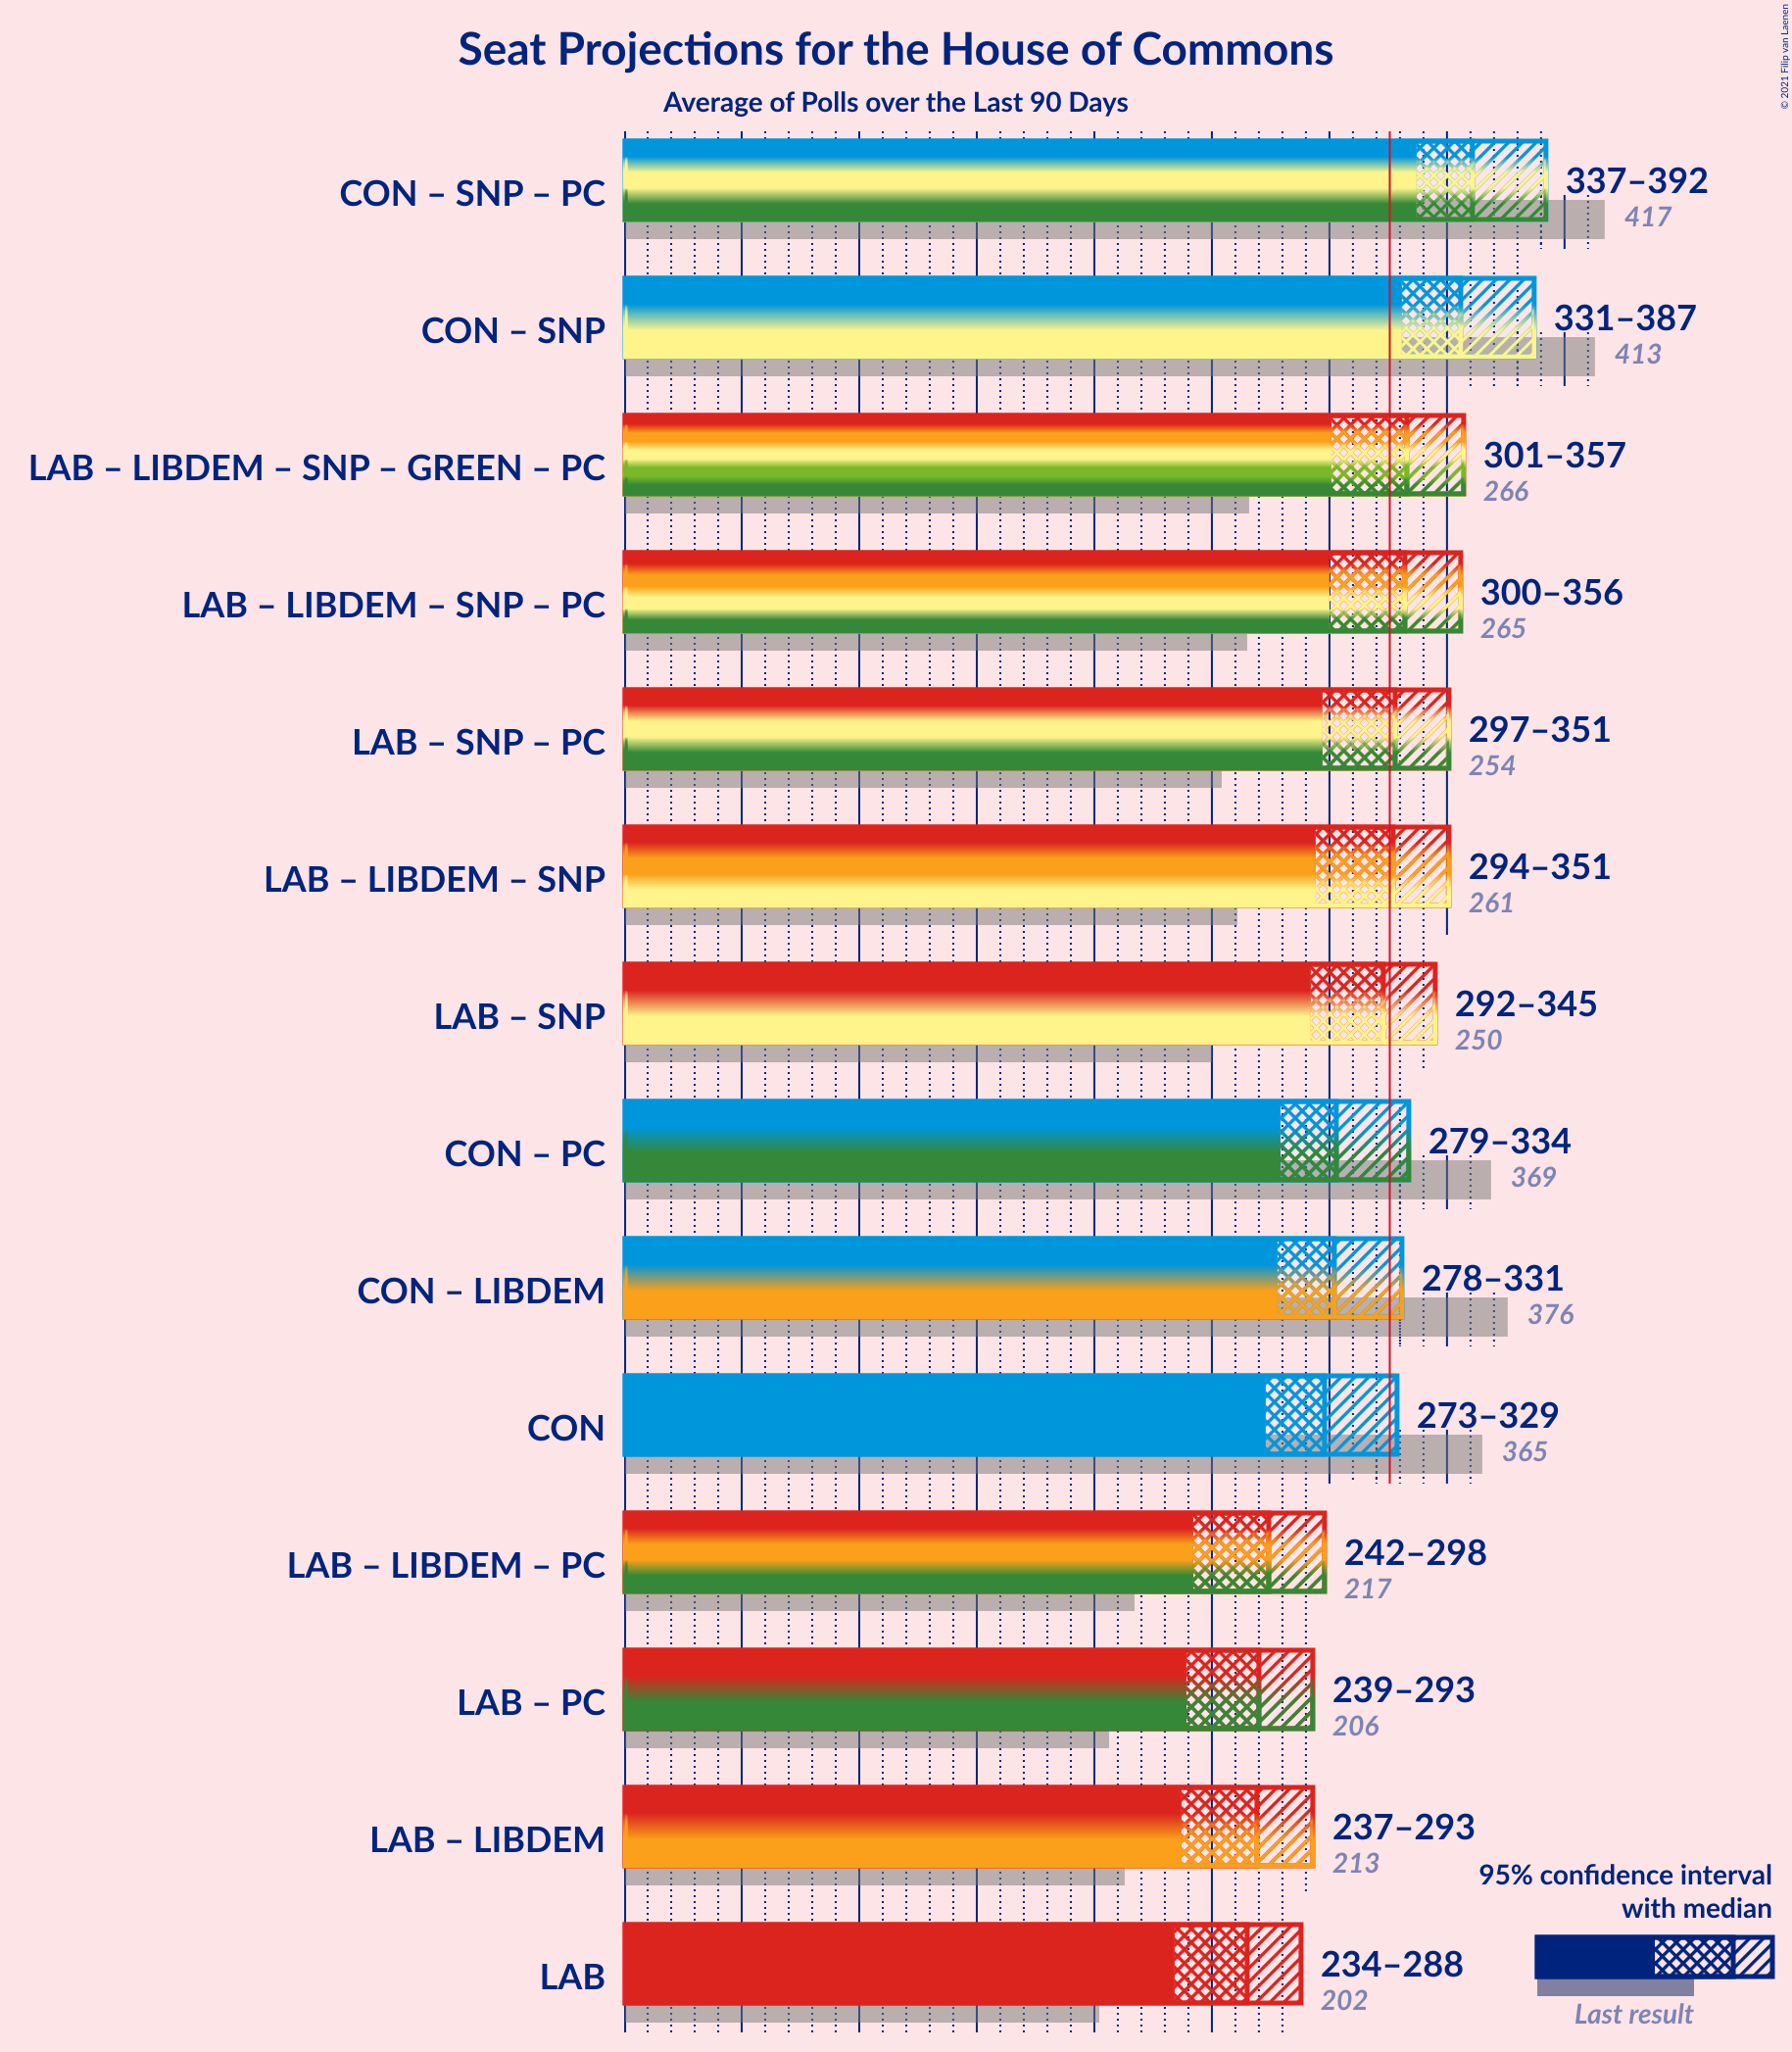 Seat Projections for the House of Commons
Average of Polls over the Last 90 Days
© 2021 Filip van Laenen
CON – SNP – PC
337–392
417
CON – SNP
331–387
413
LAB – LIBDEM – SNP – GREEN – PC
301–357
266
LAB – LIBDEM – SNP – PC
300–356
265
LAB – SNP – PC
297–351
254
LAB – LIBDEM – SNP
294–351
261
LAB – SNP
292–345
250
CON – PC
279–334
369
CON – LIBDEM
278–331
376
CON
273–329
365
LAB – LIBDEM – PC
242–298
217
LAB – PC
239–293
206
LAB – LIBDEM
237–293
213
LAB
234–288
202
95% confidence interval
with median
Last result